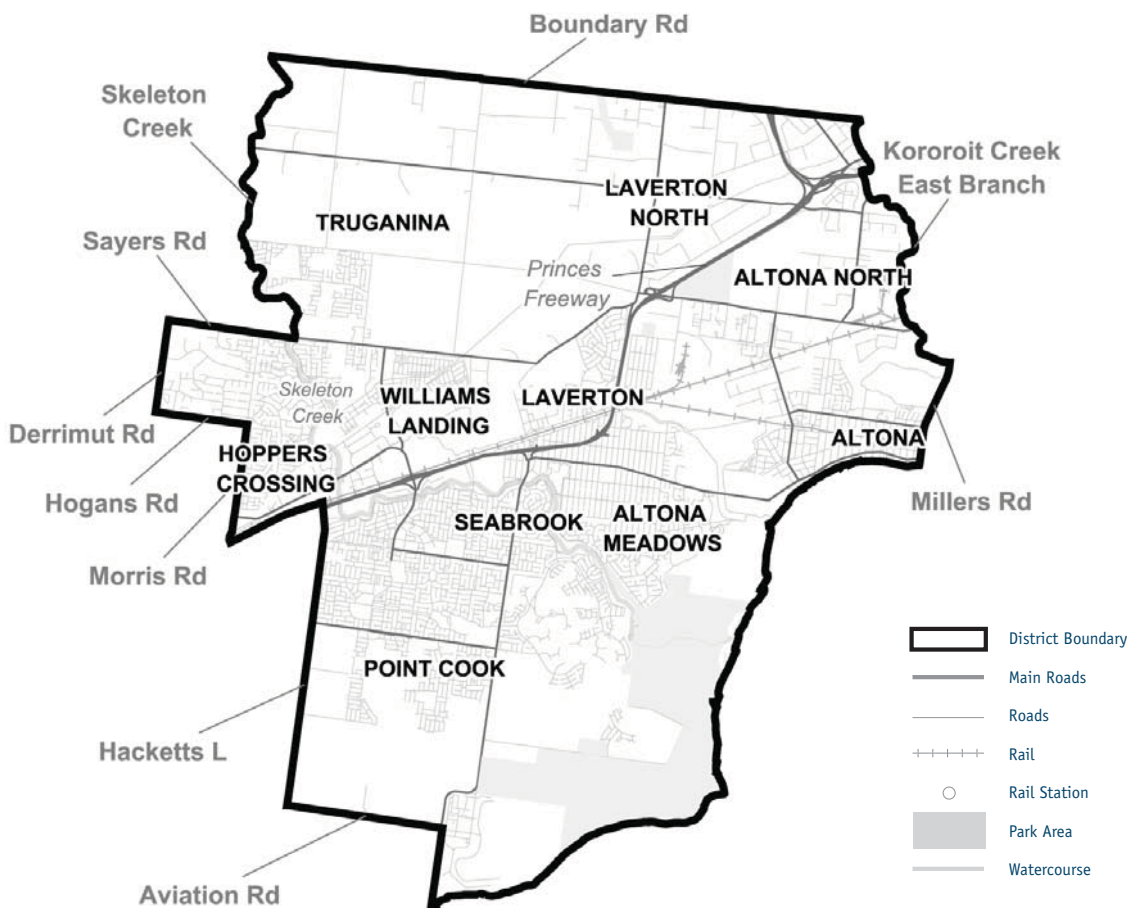 Boundary Rd
Skeleton
Creek
Kororoit Creek
East Branch
LAVERTON
NORTH
TRUGANINA
Sayers Rd
Princes
Freeway
ALTONA NORTH
Skeleton
Creek
WILLIAMS
LANDING
LAVERTON
Derrimut Rd
HOPPERS
CROSSING
ALTONA
Hogans Rd
Millers Rd
SEABROOK
ALTONA
MEADOWS
Morris Rd
POINT COOK
Hacketts L
Aviation Rd
District Boundary
Main Roads
Roads
Rail
Rail Station
Park Area
Watercourse